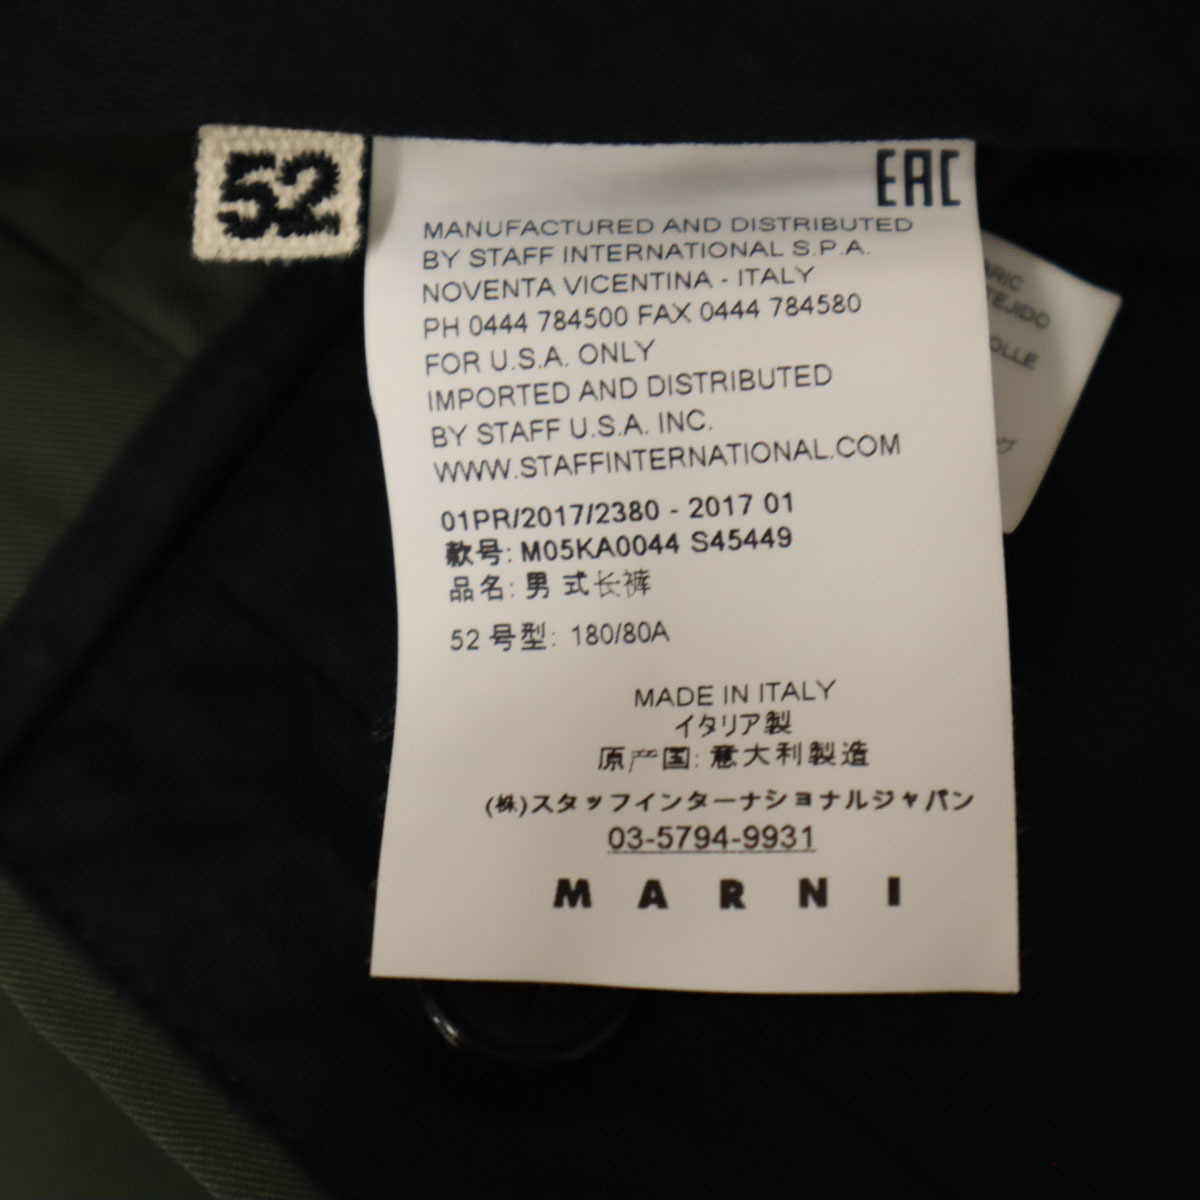 52
EAC
MANUFACTURED AND DISTRIBUTED
BY STAFF INTERNATIONAL S.P.A.
NOVENTA VICENTINA - ITALY
PH 0444 784500 FAX 0444 784580
FOR U.S.A. ONLY
IMPORTED AND DISTRIBUTED
BY STAFF U.S.A. INC.
WWW.STAFFINTERNATIONAL.COM
01PR/2017/2380 - 2017 01
款号: M05KA0044 S45449
品名: 男 式长裤
52 号型: 180/80A
MADE IN ITALY
イタリア製
原产国: 意大利製造
(株)スタッフインターナショナルジャパン
03-5794-9931
MARNI
TEJIDO